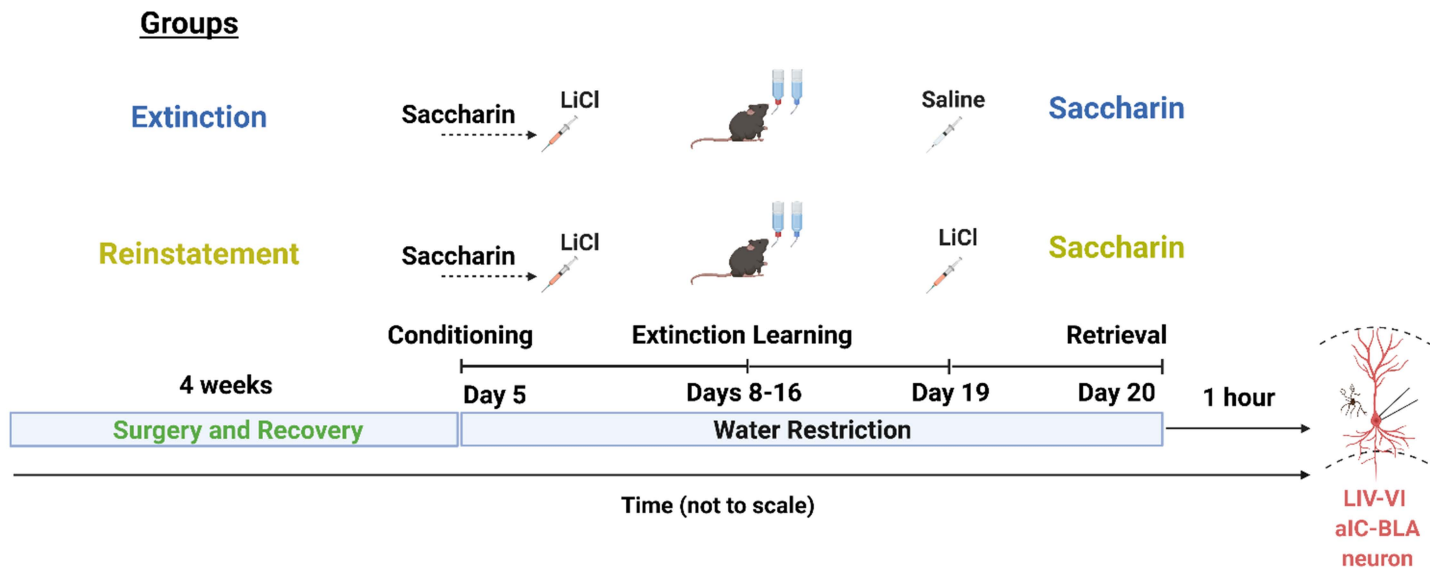 Groups
Extinction
Saccharin
LiCl
Saline
Saccharin
Reinstatement
Saccharin
LiCl
LiCl
Saccharin
Conditioning
Extinction Learning
Retrieval
4 weeks
Day 5
Days 8-16
Day 19
Day 20
1 hour
Surgery and Recovery
Water Restriction
Time (not to scale)
LIV-VI
aIC-BLA
neuron